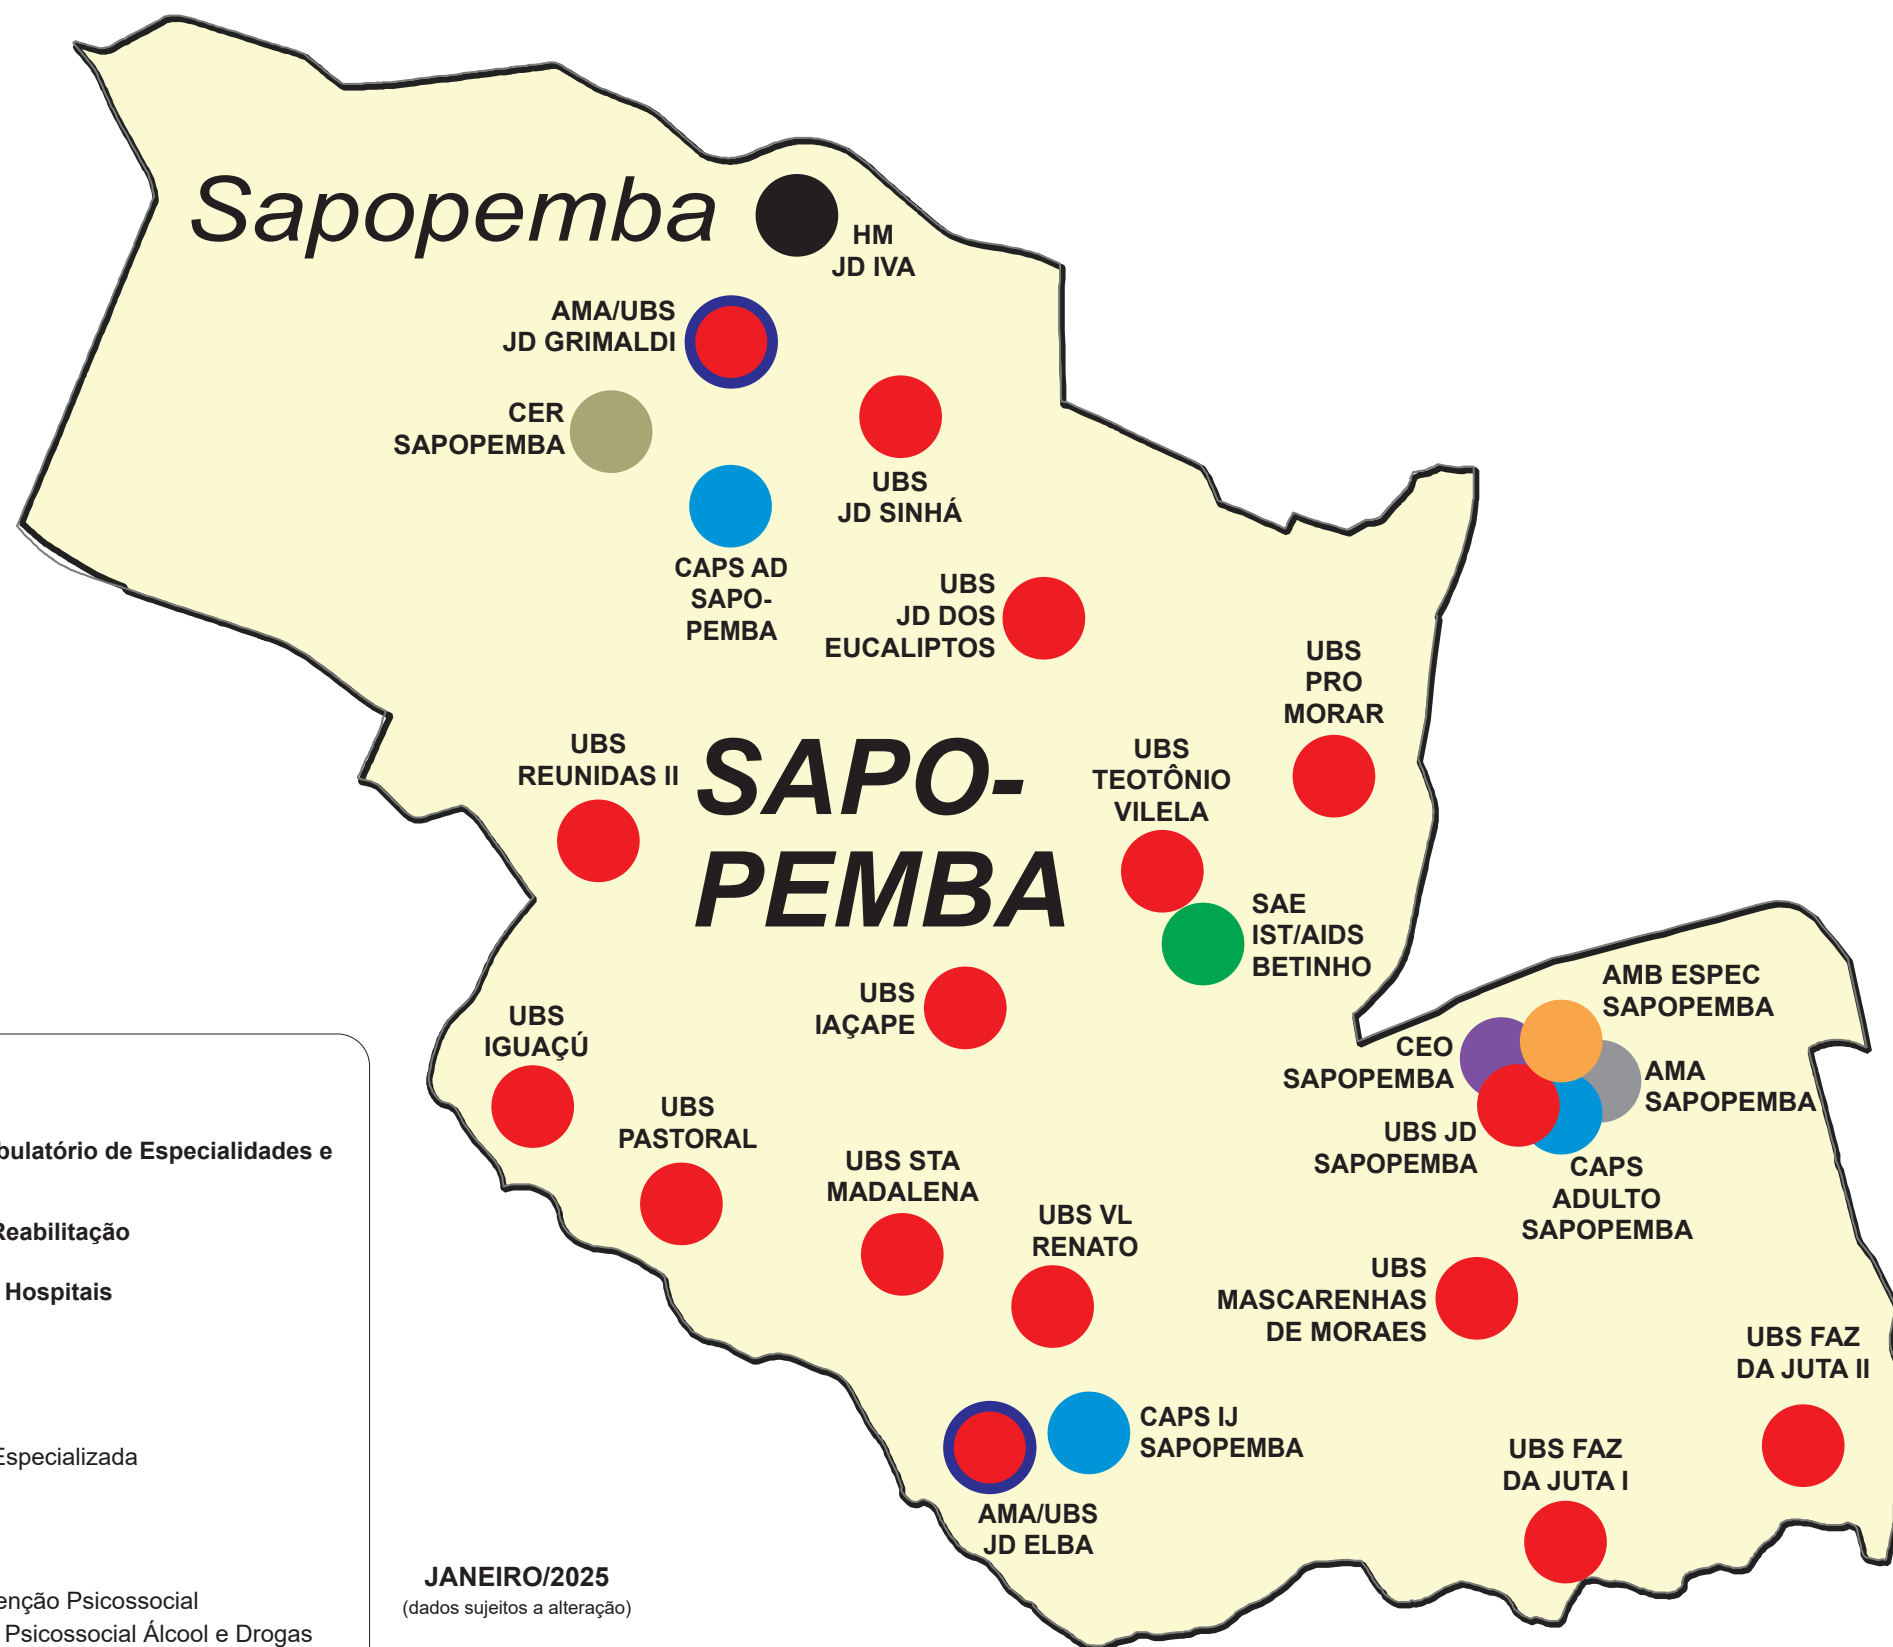 Sapopemba
HM
JD IVA
AMA/UBS
JD GRIMALDI
CER
SAPOPEMBA
UBS
JD SINHÁ
CAPS AD
SAPO-
PEMBA
UBS
JD DOS
EUCALIPTOS
UBS
PRO
MORAR
UBS
REUNIDAS II
SAPO-
PEMBA
UBS
TEOTÔNIO
VILELA
SAE
IST/AIDS
BETINHO
UBS
IAÇAPE
AMB ESPEC
SAPOPEMBA
CEO
SAPOPEMBA
AMA
SAPOPEMBA
UBS JD
SAPOPEMBA
CAPS
ADULTO
SAPOPEMBA
UBS
IGUAÇÚ
UBS
PASTORAL
UBS STA
MADALENA
UBS VL
RENATO
UBS
MASCARENHAS
DE MORAES
UBS FAZ
DA JUTA II
CAPS IJ
SAPOPEMBA
UBS FAZ
DA JUTA I
AMA/UBS
JD ELBA
bulatório de Especialidades e
Reabilitação
Hospitais
Especializada
enção Psicossocial
Psicossocial Álcool e Drogas
JANEIRO/2025
(dados sujeitos a alteração)